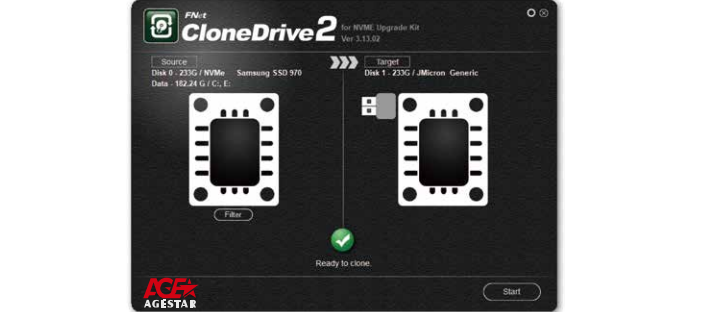 FNet
CloneDrive2
for NVME Upgrade Kit
Ver 3.13.02
Source
Disk 0 - 233G / NVMe Samsung SSD 970
Data - 182.24 G / C:, E:
Target
Disk 1 - 233G / JMicron Generic
Filter
Ready to clone.
AGE
AGESTAR
Start